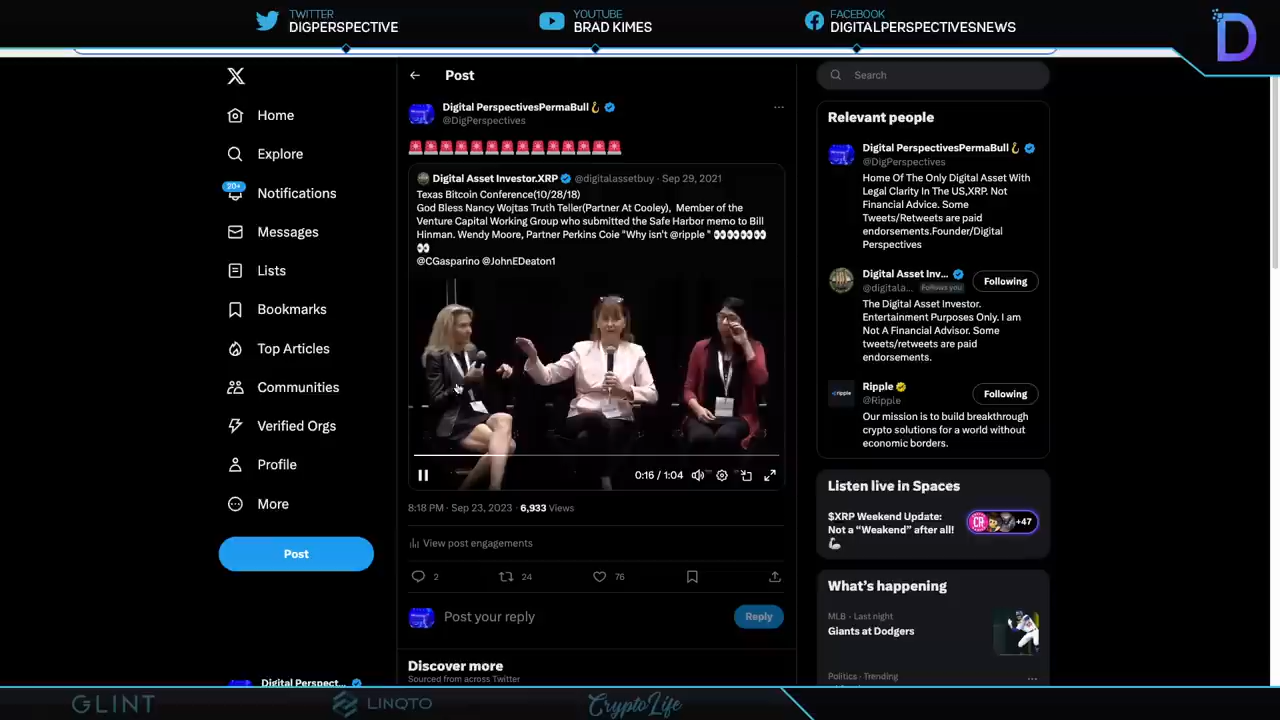 TWITTER
DIGPERSPECTIVE
YOUTUBE
BRAD KIMES
FACEBOOK
DIGITALPERSPECTIVESNEWS
D
Home
Explore
20+
Notifications
Messages
Lists
Bookmarks
Top Articles
Communities
Verified Orgs
Profile
More
Post
Digital Perspect...
Post
Digital PerspectivesPermaBull
@DigPerspectives
🚨🚨🚨🚨🚨🚨🚨🚨🚨🚨🚨🚨🚨🚨
Digital Asset Investor.XRP @digitalassetbuy · Sep 29, 2021
Texas Bitcoin Conference(10/28/18)
God Bless Nancy Wojtas Truth Teller(Partner At Cooley), Member of the
Venture Capital Working Group who submitted the Safe Harbor memo to Bill
Hinman. Wendy Moore, Partner Perkins Coie "Why isn't @ripple " 👀👀👀👀👀👀
👀
@CGasparino @JohnEDeaton1
0:16 / 1:04
8:18 PM · Sep 23, 2023 · 6,933 Views
View post engagements
2
24
76
Post your reply
Reply
Discover more
Sourced from across Twitter
Search
Relevant people
Digital PerspectivesPermaBull
@DigPerspectives
Home Of The Only Digital Asset With
Legal Clarity In The US,XRP. Not
Financial Advice. Some
Tweets/Retweets are paid
endorsements.Founder/Digital
Perspectives
Digital Asset Inv...
@digitala... Follows you
Following
The Digital Asset Investor.
Entertainment Purposes Only. I am
Not A Financial Advisor. Some
tweets/retweets are paid
endorsements.
Ripple
@Ripple
Following
ripple
Our mission is to build breakthrough
crypto solutions for a world without
economic borders.
Listen live in Spaces
$XRP Weekend Update:
Not a “Weekend” after all!
💪
CR
+47
What's happening
MLB · Last night
Giants at Dodgers
Politics · Trending
GLINT
LINQTO
CryptoLife